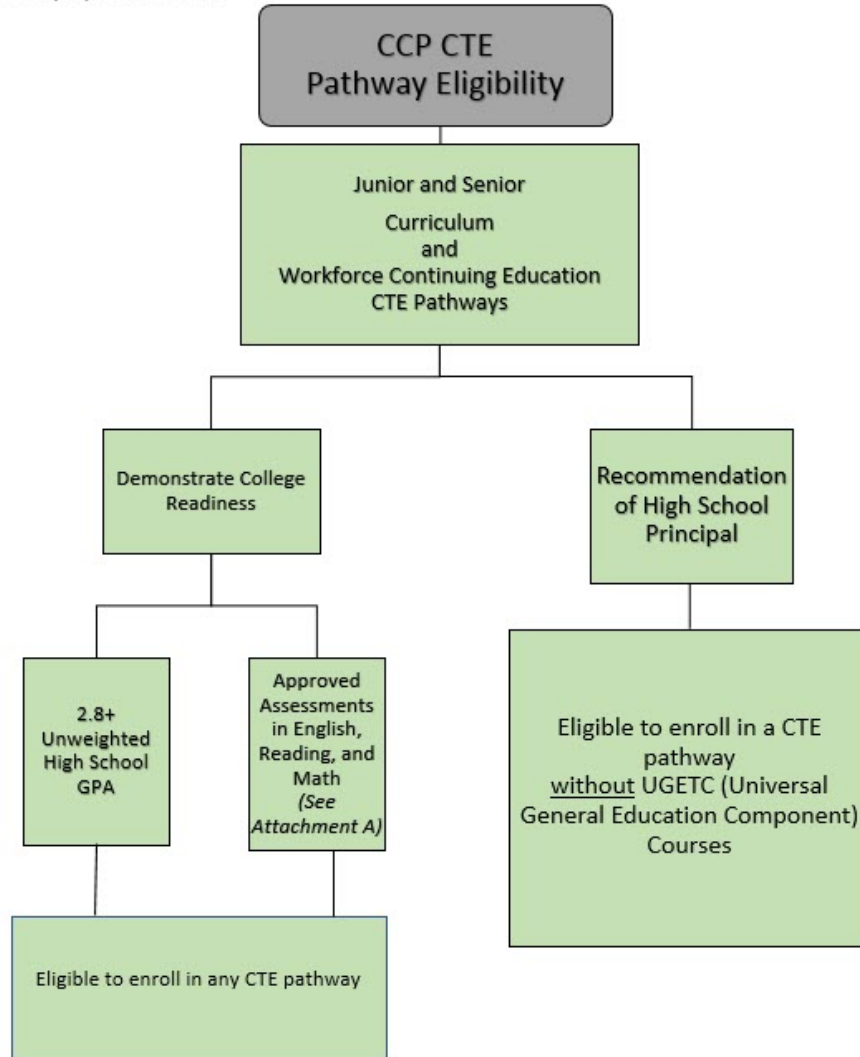 CCP CTE
Pathway Eligibility
Junior and Senior
Curriculum
and
Workforce Continuing Education
CTE Pathways
Demonstrate College
Readiness
Recommendation
of High School
Principal
2.8+
Unweighted
High School
GPA
Approved
Assessments
in English,
Reading, and
Math
(See
Attachment A)
Eligible to enroll in a CTE
pathway
without UGETC (Universal
General Education Component)
Courses
Eligible to enroll in any CTE pathway